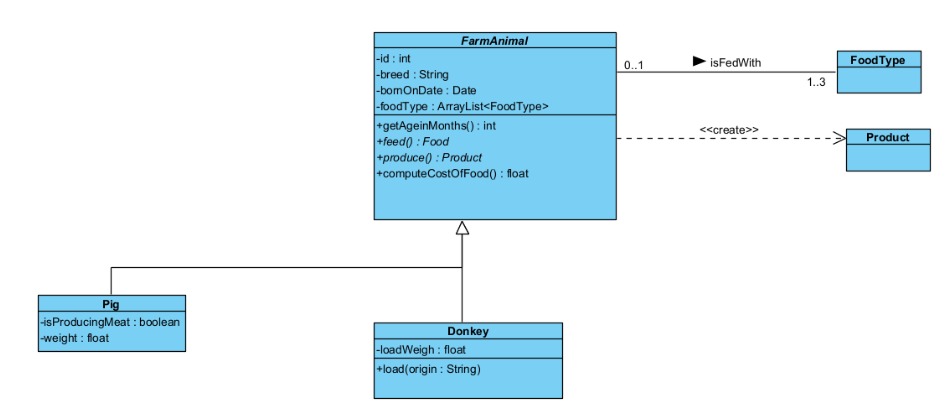 FarmAnimal
-id : int
-breed : String
-bornOnDate : Date
-foodType : ArrayList<FoodType>
+getAgeinMonths() : int
+feed() : Food
+produce() : Product
+computeCostOfFood() : float
0..1
isFedWith
1..3
FoodType
<<create>>
Product
Pig
-isProducingMeat : boolean
-weight : float
Donkey
-loadWeigh : float
+load(origin : String)